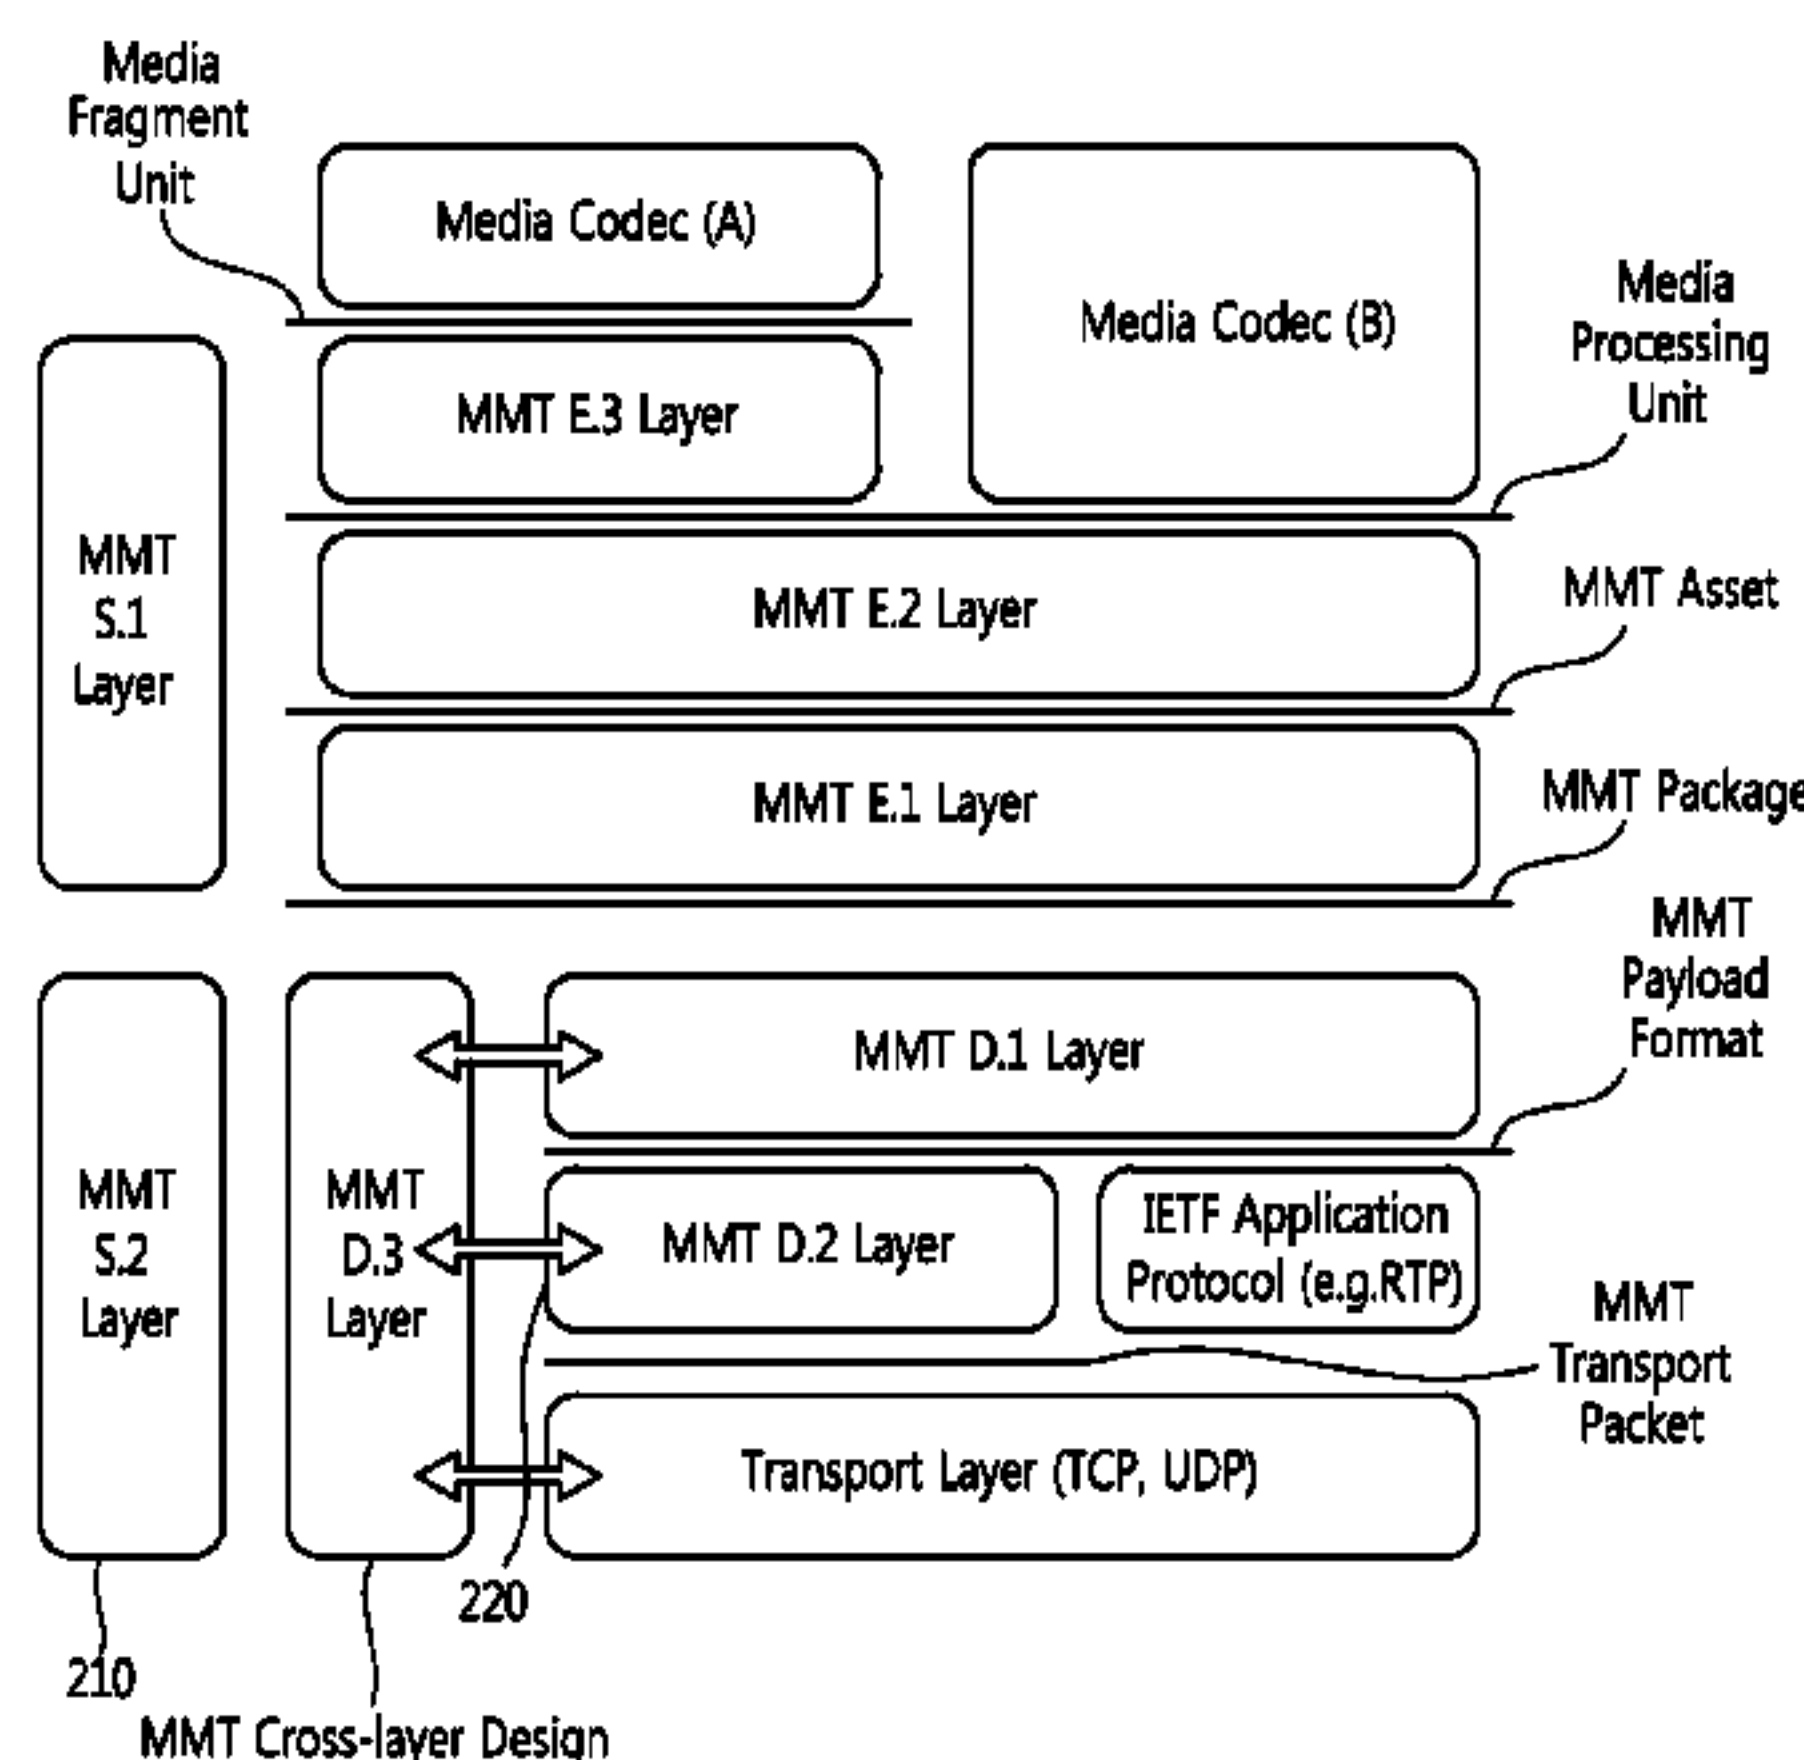 Media
Fragment
Unit
Media Codec (A)
Media Codec (B)
Media
Processing
Unit
MMT E.3 Layer
MMT
S.1
Layer
MMT E.2 Layer
MMT Asset
MMT E.1 Layer
MMT Package
MMT
Payload
Format
MMT
S.2
Layer
MMT
D.3
Layer
MMT D.1 Layer
MMT D.2 Layer
IETF Application
Protocol (e.g.RTP)
MMT
Transport
Packet
Transport Layer (TCP, UDP)
220
210
MMT Cross-layer Design